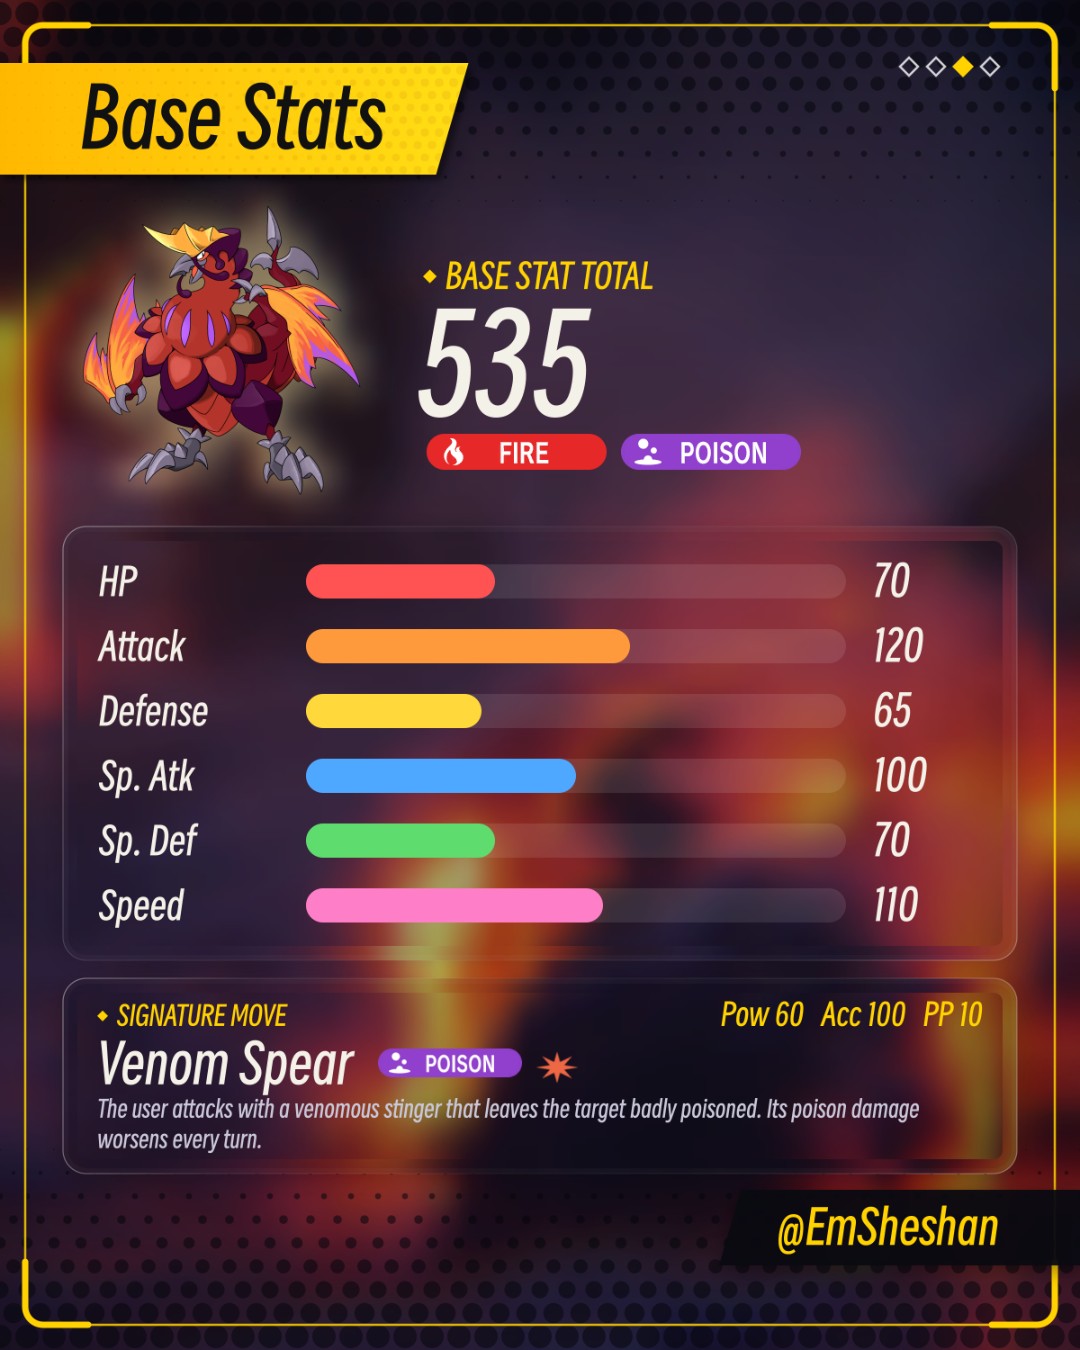 Base Stats
BASE STAT TOTAL
535
FIRE POISON
HP 70
Attack 120
Defense 65
Sp. Atk 100
Sp. Def 70
Speed 110
SIGNATURE MOVE Pow 60 Acc 100 PP 10
Venom Spear POISON
The user attacks with a venomous stinger that leaves the target badly poisoned. Its poison damage
worsens every turn.
@EmSheshan